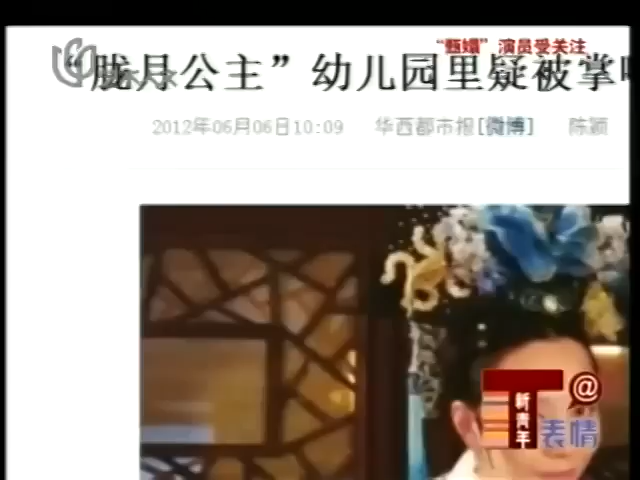 “甄嬛”演员受关注
“胧月公主”幼儿园里疑被掌
2012年06月06日10:09 华西都市报[微博] 陈颖
新青年
@
表情